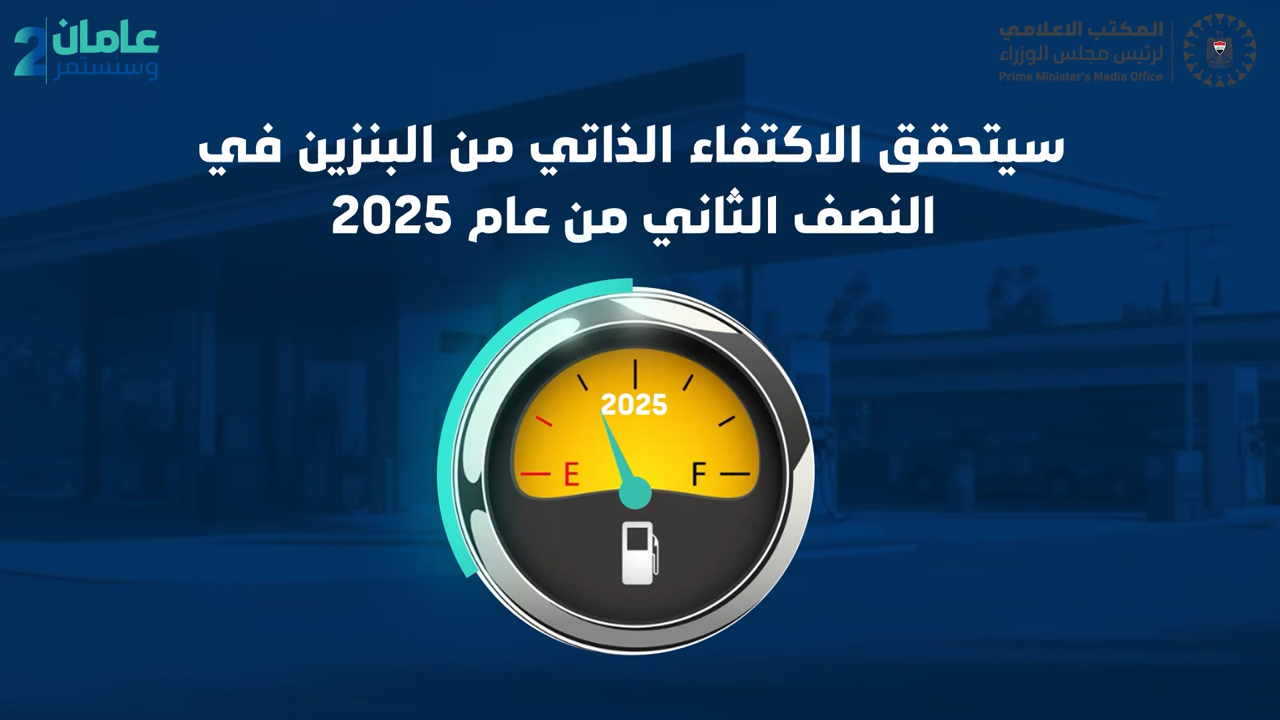 عامان
وسنستمر
2
المكتب الاعلامي
لرئيس مجلس الوزراء
Prime Minister's Media Office
سيتحقق الاكتفاء الذاتي من البنزين في
النصف الثاني من عام 2025
2025
E F